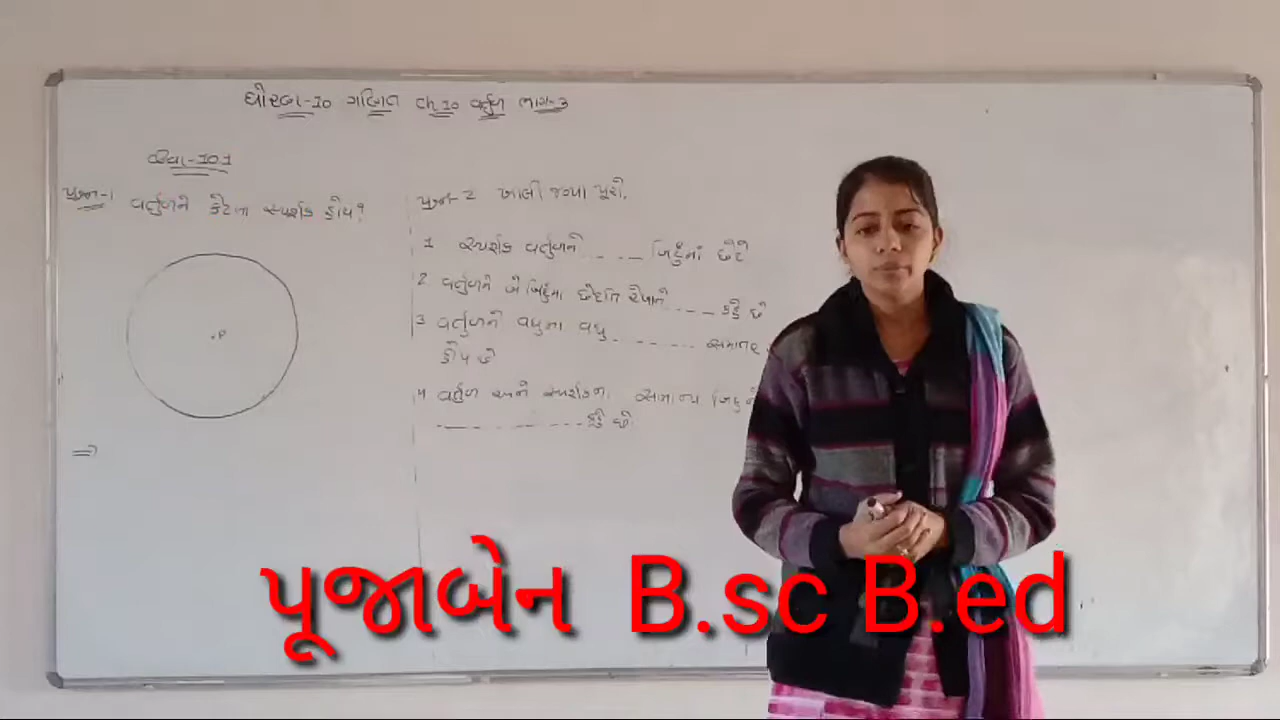 ધોરણ-10 ગણિત ch 10 વર્તુળ ભાગ-3
સ્વા-10.1
પ્રશ્ન-1 વર્તુળને કેટલા સ્પર્શક હોય?
P
⇒
પ્રશ્ન-2 ખાલી જગ્યા પૂરો.
1 સ્પર્શક વર્તુળને ..... બિંદુમાં છેદે
2 વર્તુળને બે બિંદુમાં છેદતિ રેખાને ..... કહે છે
3 વર્તુળને વધુમા વધુ ....... સમાંતર
હોય છે
4 વર્તુળ અને સ્પર્શકના સામાન્ય બિંદુને
.......... કહે છે.
પૂજાબેન B.sc B.ed